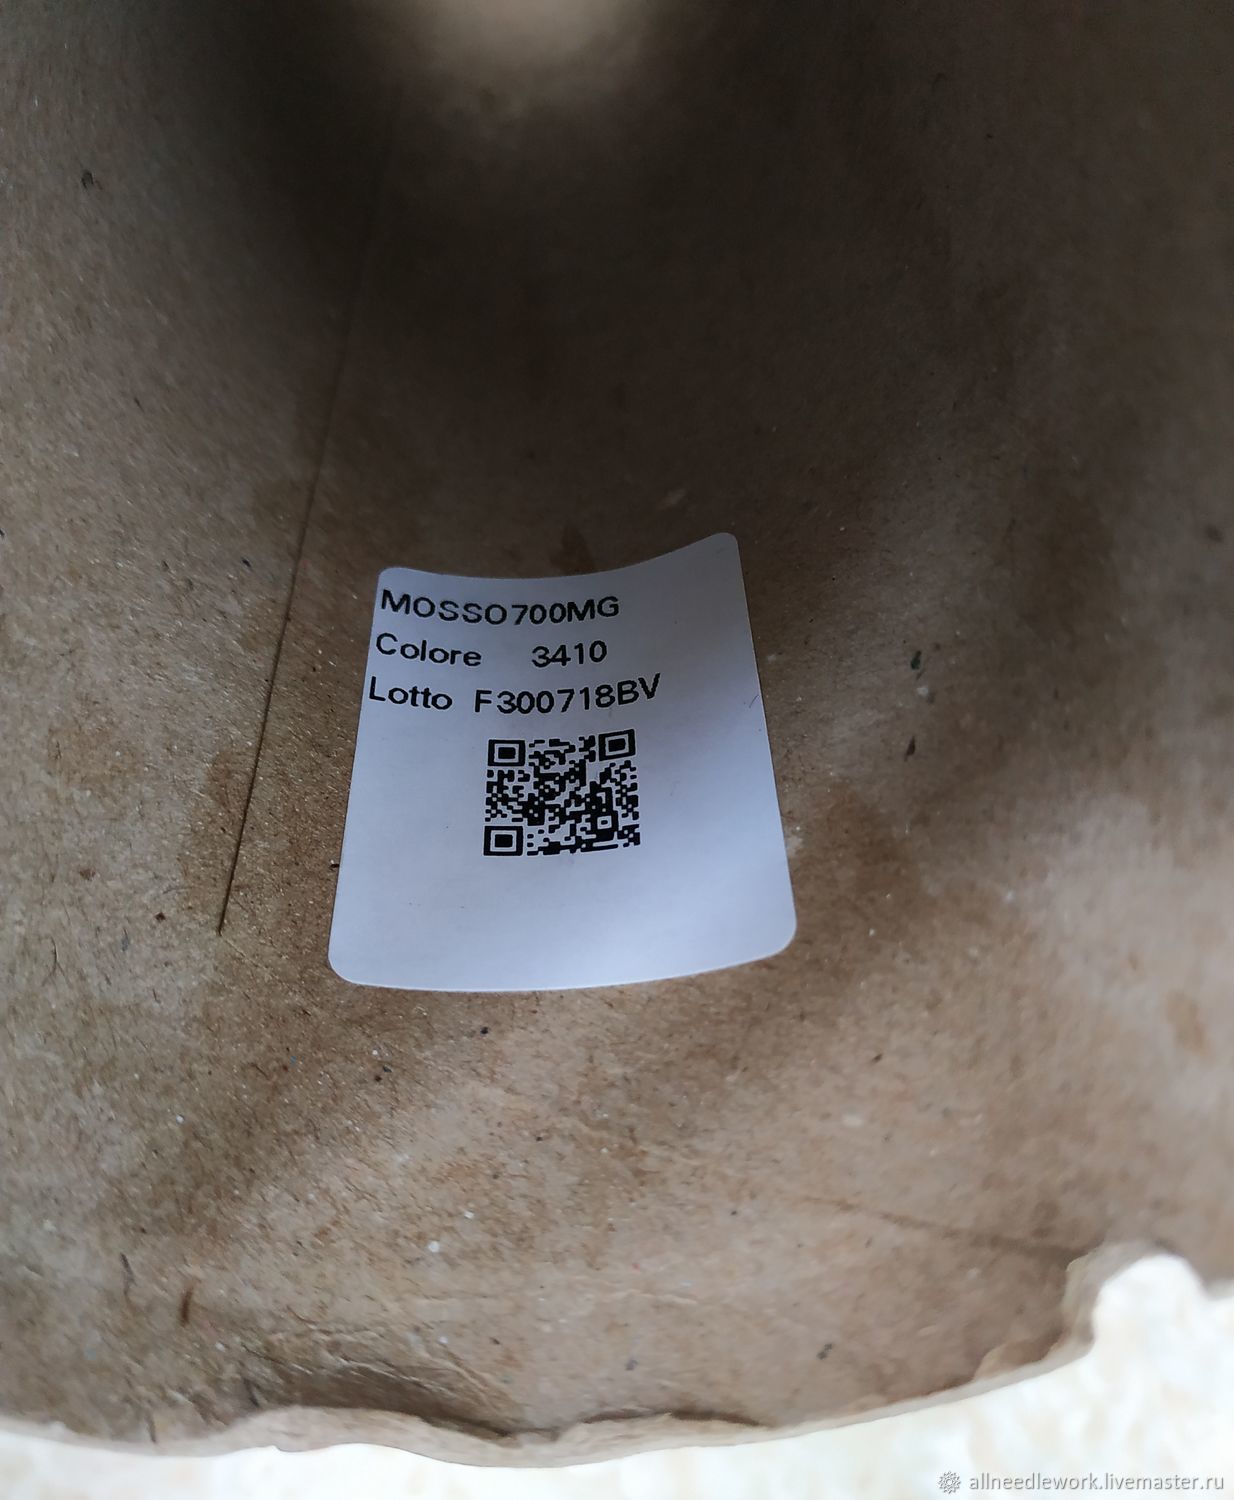 MOSSO700MG
Colore 3410
Lotto F300718BV
allneedlework.livemaster.ru